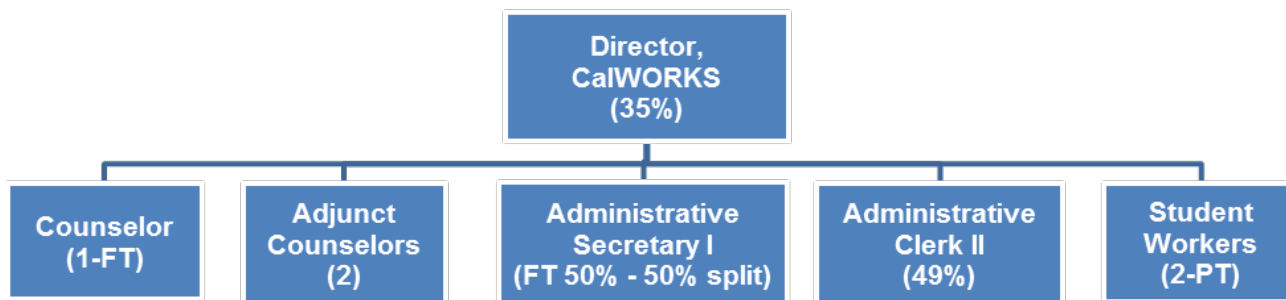 Director,
CalWORKS
(35%)
Counselor
(1-FT)
Adjunct
Counselors
(2)
Administrative
Secretary I
(FT 50% - 50% split)
Administrative
Clerk II
(49%)
Student
Workers
(2-PT)